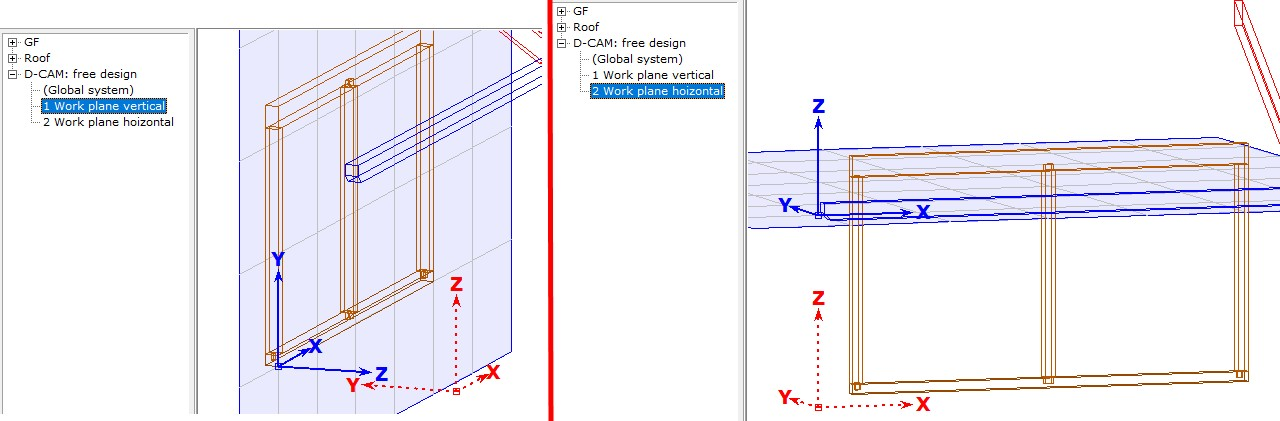 GF
Roof
D-CAM: free design
(Global system)
1 Work plane vertical
2 Work plane hoizontal
Y
X
Z
Z
Y
X
GF
Roof
D-CAM: free design
(Global system)
1 Work plane vertical
2 Work plane hoizontal
Z
Y
X
Z
Y
X